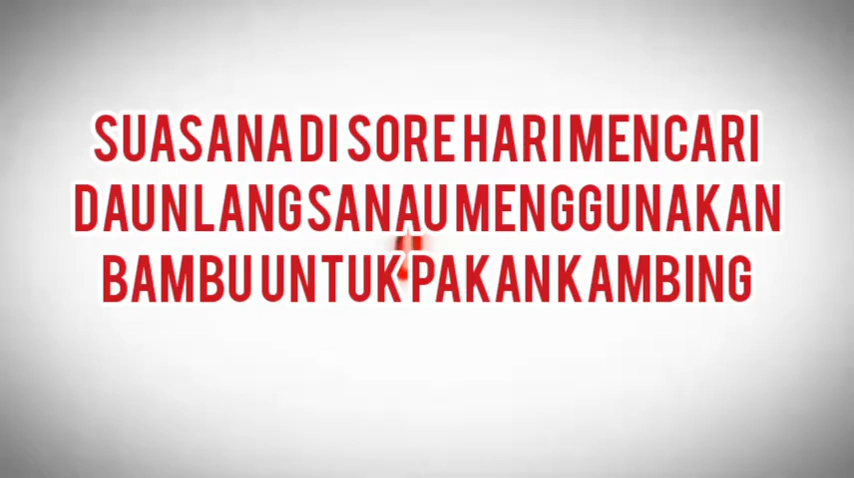 SUASANA DI SORE HARI MENCARI
DAUN LANGSANAU MENGGUNAKAN
BAMBU UNTUK PAKAN KAMBING